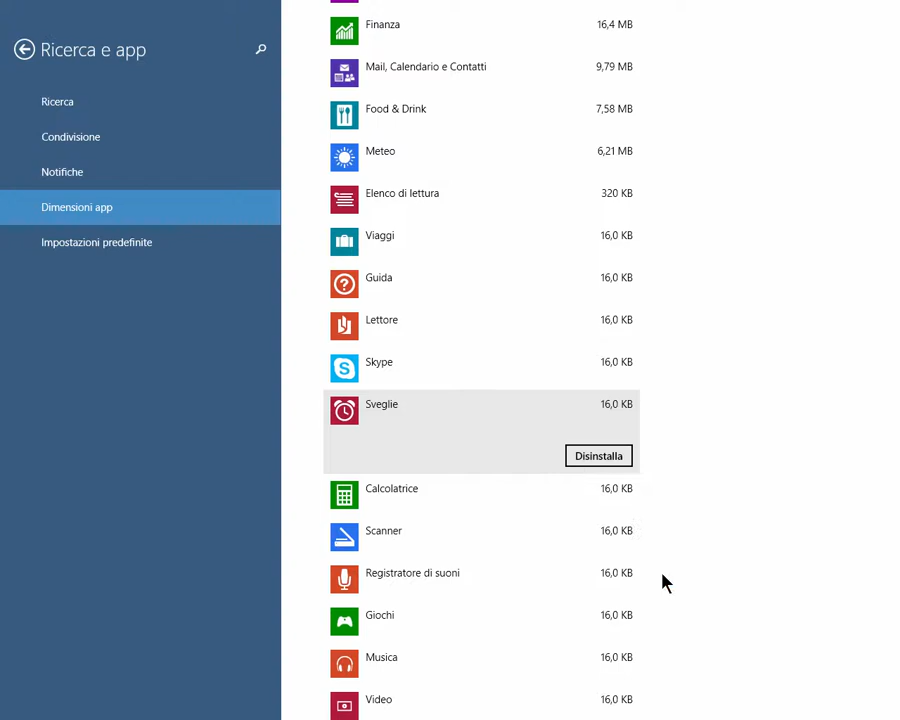 Ricerca e app
Ricerca
Condivisione
Notifiche
Dimensioni app
Impostazioni predefinite
Finanza 16,4 MB
Mail, Calendario e Contatti 9,79 MB
Food & Drink 7,58 MB
Meteo 6,21 MB
Elenco di lettura 320 KB
Viaggi 16,0 KB
Guida 16,0 KB
Lettore 16,0 KB
Skype 16,0 KB
Sveglie 16,0 KB
Disinstalla
Calcolatrice 16,0 KB
Scanner 16,0 KB
Registratore di suoni 16,0 KB
Giochi 16,0 KB
Musica 16,0 KB
Video 16,0 KB